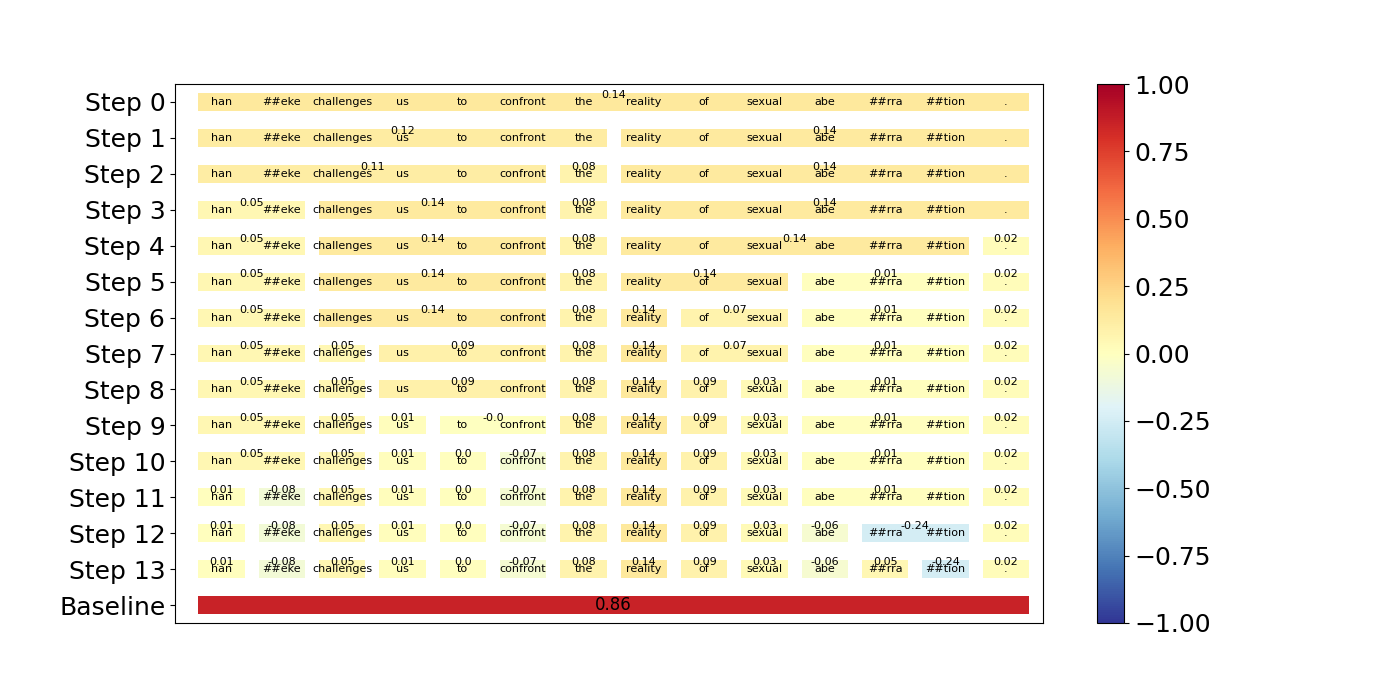 0.14
Step 0 han ##eke challenges us to confront the reality of sexual abe ##rra ##tion .
0.12 0.14
Step 1 han ##eke challenges us to confront the reality of sexual abe ##rra ##tion .
0.11 0.08 0.14
Step 2 han ##eke challenges us to confront the reality of sexual abe ##rra ##tion .
0.05 0.14 0.08 0.14
Step 3 han ##eke challenges us to confront the reality of sexual abe ##rra ##tion .
0.05 0.14 0.08 0.14 0.02
Step 4 han ##eke challenges us to confront the reality of sexual abe ##rra ##tion .
0.05 0.14 0.08 0.14 0.01 0.02
Step 5 han ##eke challenges us to confront the reality of sexual abe ##rra ##tion .
0.05 0.14 0.08 0.14 0.07 0.01 0.02
Step 6 han ##eke challenges us to confront the reality of sexual abe ##rra ##tion .
0.05 0.05 0.09 0.08 0.14 0.07 0.01 0.02
Step 7 han ##eke challenges us to confront the reality of sexual abe ##rra ##tion .
0.05 0.05 0.09 0.08 0.14 0.09 0.03 0.01 0.02
Step 8 han ##eke challenges us to confront the reality of sexual abe ##rra ##tion .
0.05 0.05 0.01 -0.0 0.08 0.14 0.09 0.03 0.01 0.02
Step 9 han ##eke challenges us to confront the reality of sexual abe ##rra ##tion .
0.05 0.05 0.01 0.0 -0.07 0.08 0.14 0.09 0.03 0.01 0.02
Step 10 han ##eke challenges us to confront the reality of sexual abe ##rra ##tion .
0.01 -0.08 0.05 0.01 0.0 -0.07 0.08 0.14 0.09 0.03 0.01 0.02
Step 11 han ##eke challenges us to confront the reality of sexual abe ##rra ##tion .
0.01 -0.08 0.05 0.01 0.0 -0.07 0.08 0.14 0.09 0.03 -0.06 -0.24 0.02
Step 12 han ##eke challenges us to confront the reality of sexual abe ##rra ##tion .
0.01 -0.08 0.05 0.01 0.0 -0.07 0.08 0.14 0.09 0.03 -0.06 0.05 -0.24 0.02
Step 13 han ##eke challenges us to confront the reality of sexual abe ##rra ##tion .
Baseline 0.86
1.00
0.75
0.50
0.25
0.00
−0.25
−0.50
−0.75
−1.00